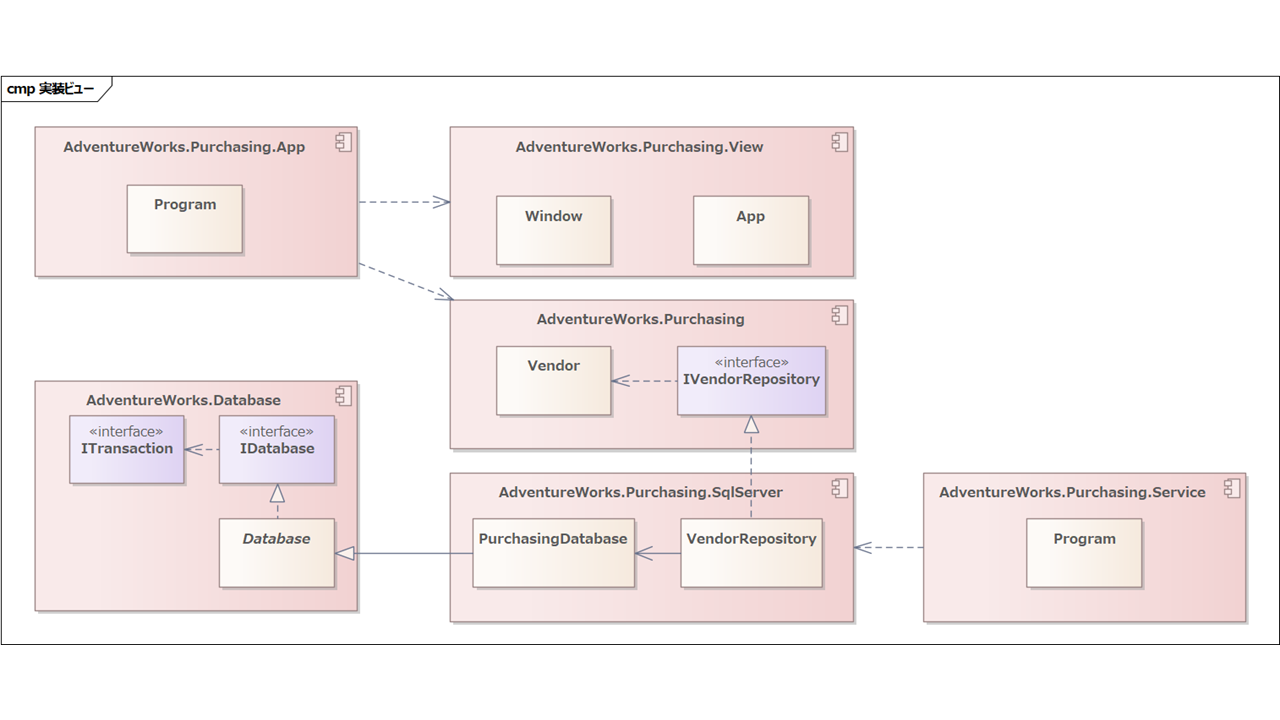 cmp 実装ビュー
AdventureWorks.Purchasing.App
Program
AdventureWorks.Purchasing.View
Window
App
AdventureWorks.Purchasing
Vendor
«interface»
IVendorRepository
AdventureWorks.Database
«interface»
ITransaction
«interface»
IDatabase
Database
AdventureWorks.Purchasing.SqlServer
PurchasingDatabase
VendorRepository
AdventureWorks.Purchasing.Service
Program